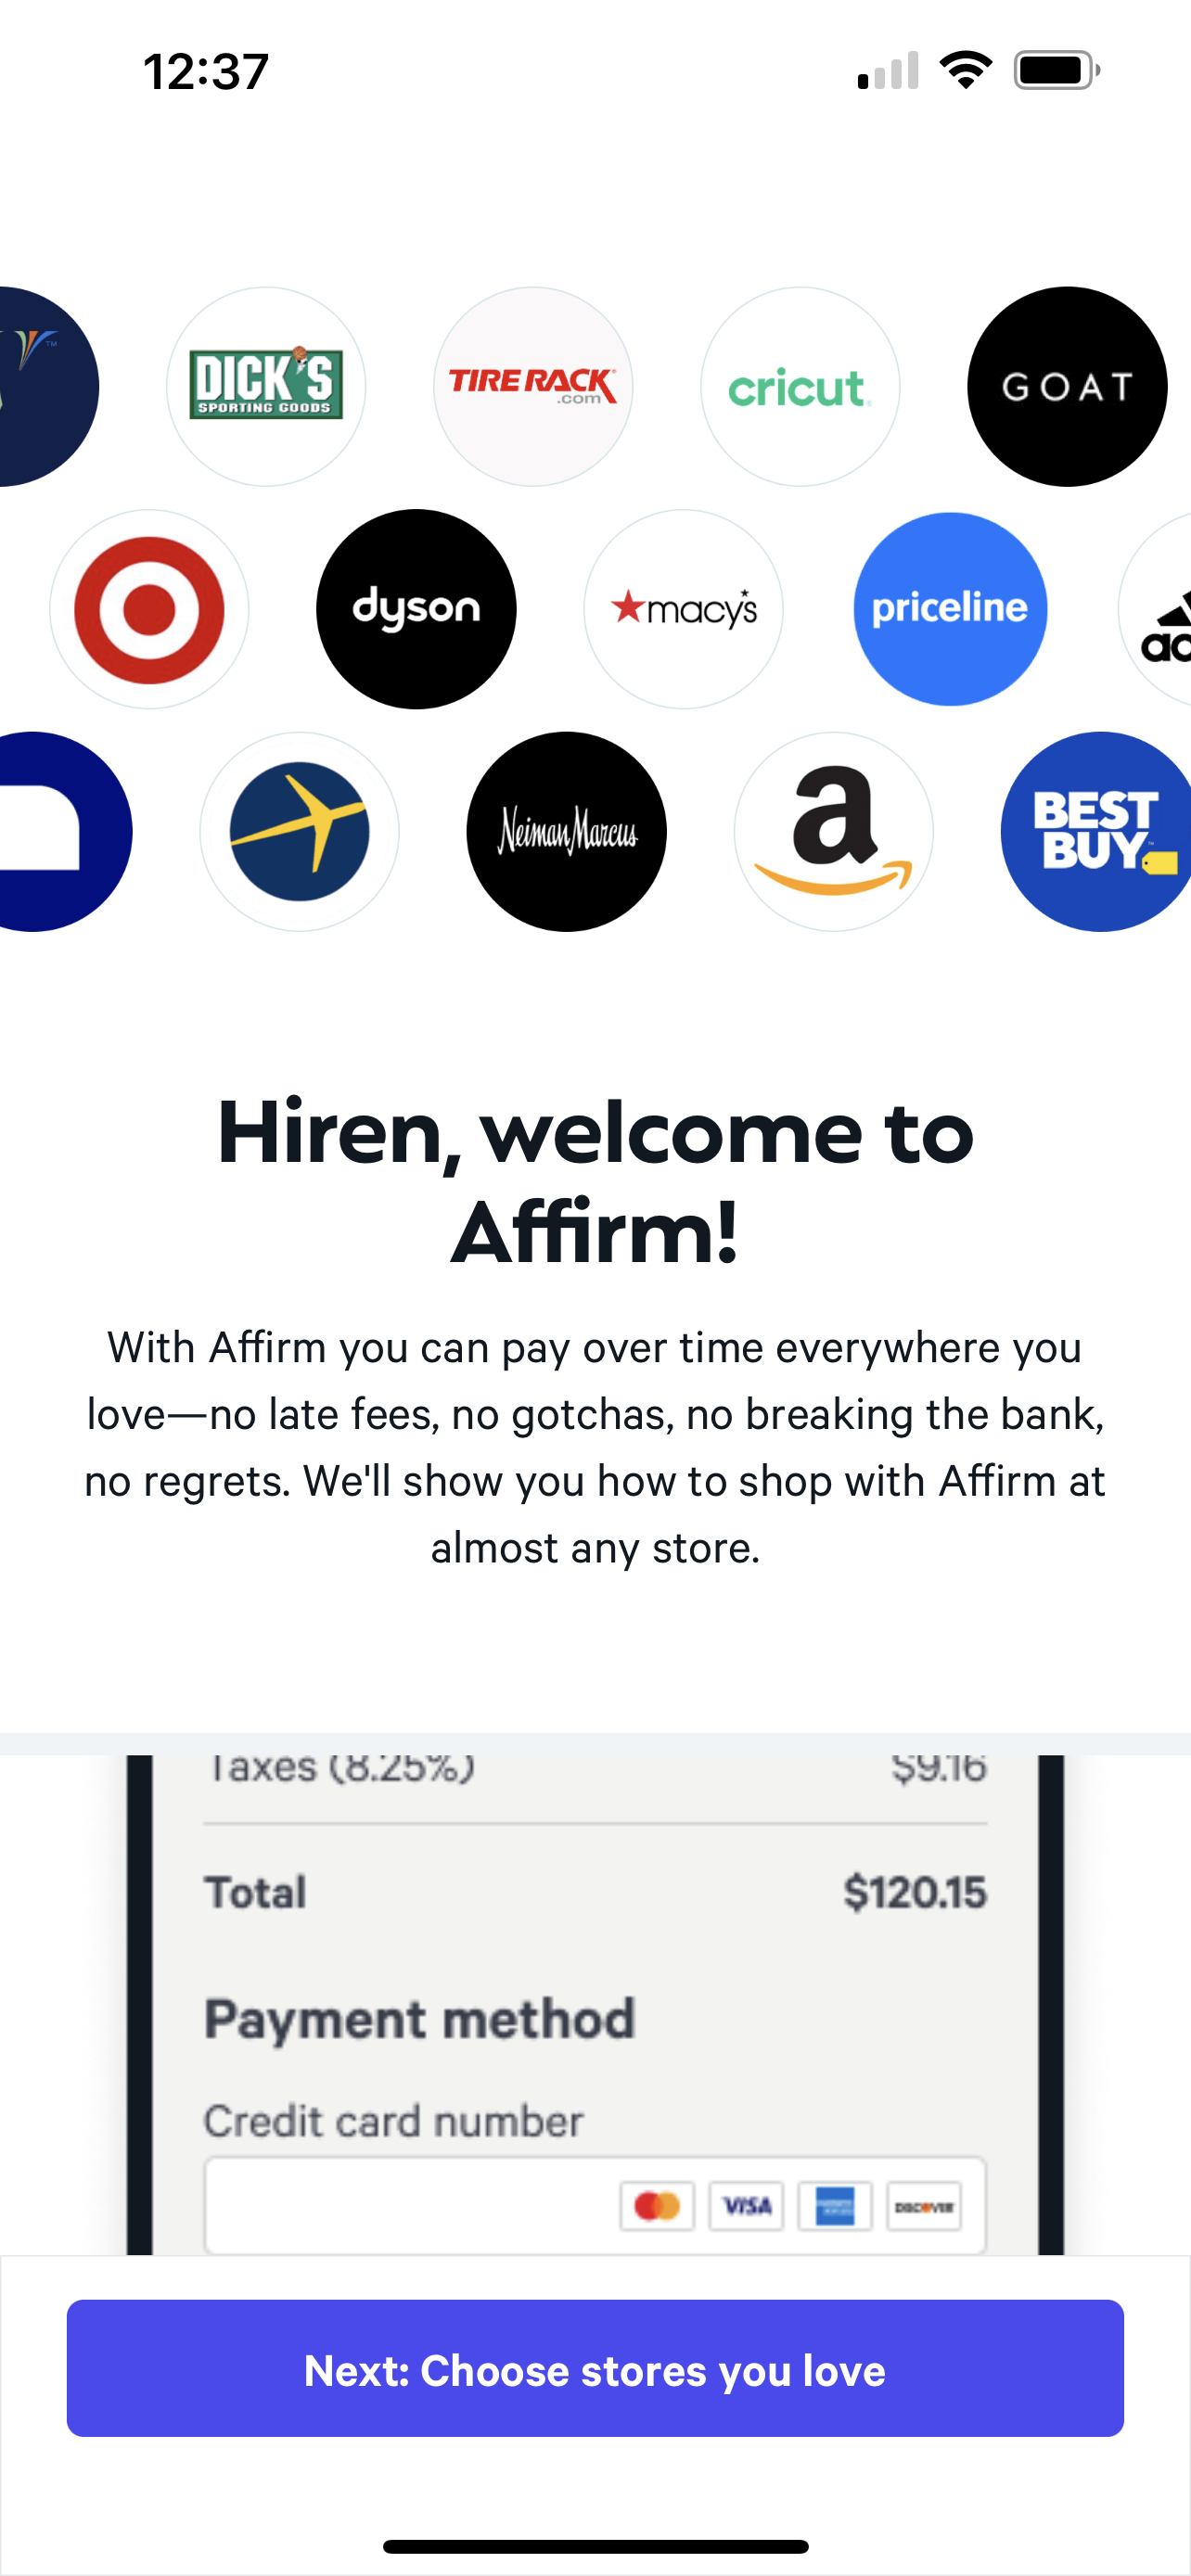 12:37
TM
DICK'S
SPORTING GOODS
TIRE RACK
.com
cricut
GOAT
dyson
macy's
priceline
Neiman Marcus
a
BEST
BUY
Hiren, welcome to
Affirm!
With Affirm you can pay over time everywhere you
love—no late fees, no gotchas, no breaking the bank,
no regrets. We'll show you how to shop with Affirm at
almost any store.
Taxes (8.25%) $9.16
Total $120.15
Payment method
Credit card number
VISA DISCOVER
Next: Choose stores you love